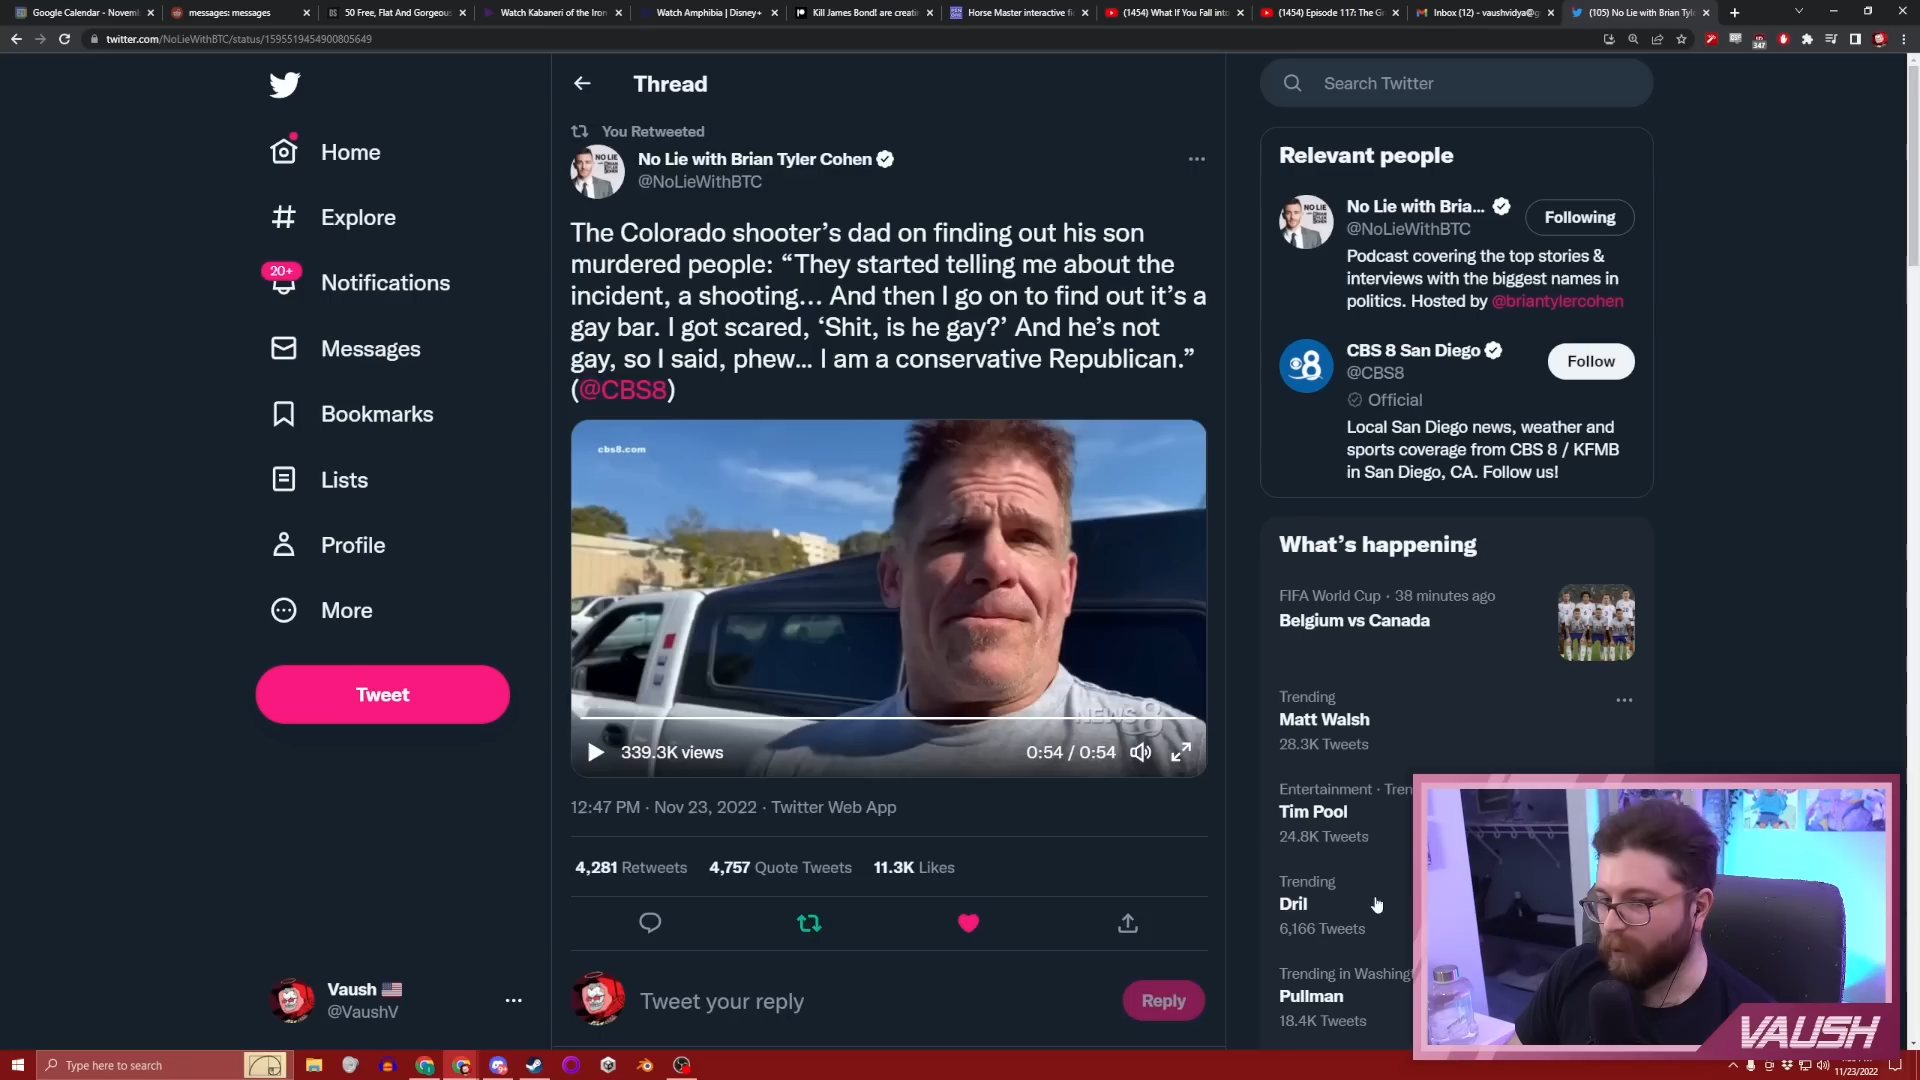 Google Calendar - Novemb
messages: messages
50 Free, Flat And Gorgeous
Watch Kabaneri of the Iron
Watch Amphibia | Disney+
Kill James Bond! are creatin
Horse Master interactive fi
(1454) What If You Fall into
(1454) Episode 117: The Gr
Inbox (12) - vaushvidya@g
(105) No Lie with Brian Tyle
twitter.com/NoLieWithBTC/status/1595519454900805649
347
Home
Explore
20+
Notifications
Messages
Bookmarks
Lists
Profile
More
Tweet
Vaush
@VaushV
Thread
You Retweeted
No Lie with Brian Tyler Cohen
@NoLieWithBTC
The Colorado shooter’s dad on finding out his son
murdered people: “They started telling me about the
incident, a shooting… And then I go on to find out it’s a
gay bar. I got scared, ‘Shit, is he gay?’ And he’s not
gay, so I said, phew… I am a conservative Republican.”
(@CBS8)
cbs8.com
NEWS 8
339.3K views
0:54 / 0:54
12:47 PM · Nov 23, 2022 · Twitter Web App
4,281 Retweets 4,757 Quote Tweets 11.3K Likes
Tweet your reply
Reply
Search Twitter
Relevant people
NO LIE
No Lie with Bria...
@NoLieWithBTC
Following
Podcast covering the top stories &
interviews with the biggest names in
politics. Hosted by @briantylercohen
CBS 8 San Diego
@CBS8
Follow
Official
Local San Diego news, weather and
sports coverage from CBS 8 / KFMB
in San Diego, CA. Follow us!
What’s happening
FIFA World Cup · 38 minutes ago
Belgium vs Canada
Trending
Matt Walsh
28.3K Tweets
Entertainment · Tren
Tim Pool
24.8K Tweets
Trending
Dril
6,166 Tweets
Trending in Washingt
Pullman
18.4K Tweets
VAUSH
Type here to search
11/23/2022